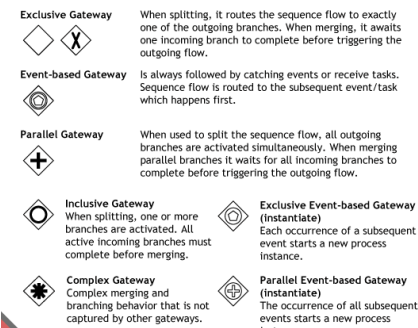 Exclusive Gateway
When splitting, it routes the sequence flow to exactly
one of the outgoing branches. When merging, it awaits
one incoming branch to complete before triggering the
outgoing flow.
Event-based Gateway
Is always followed by catching events or receive tasks.
Sequence flow is routed to the subsequent event/task
which happens first.
Parallel Gateway
When used to split the sequence flow, all outgoing
branches are activated simultaneously. When merging
parallel branches it waits for all incoming branches to
complete before triggering the outgoing flow.
Inclusive Gateway
When splitting, one or more
branches are activated. All
active incoming branches must
complete before merging.
Exclusive Event-based Gateway
(instantiate)
Each occurrence of a subsequent
event starts a new process
instance.
Complex Gateway
Complex merging and
branching behavior that is not
captured by other gateways.
Parallel Event-based Gateway
(instantiate)
The occurrence of all subsequent
events starts a new process